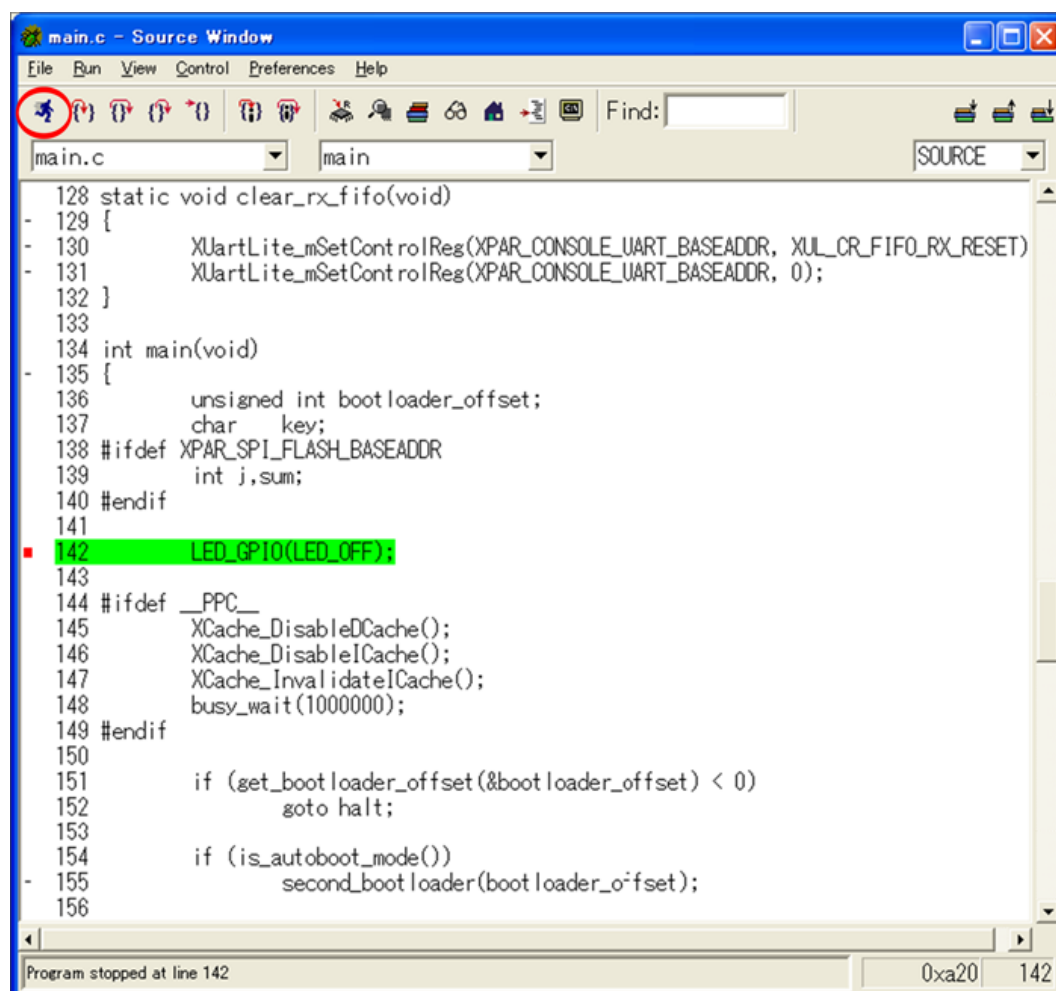 main.c - Source Window
File Run View Control Preferences Help
Find:
main.c main SOURCE
128 static void clear_rx_fifo(void)
- 129 {
- 130 XUartLite_mSetControlReg(XPAR_CONSOLE_UART_BASEADDR, XUL_CR_FIFO_RX_RESET)
- 131 XUartLite_mSetControlReg(XPAR_CONSOLE_UART_BASEADDR, 0);
132 }
133
134 int main(void)
- 135 {
136 unsigned int bootloader_offset;
137 char key;
138 #ifdef XPAR_SPI_FLASH_BASEADDR
139 int j,sum;
140 #endif
141
142 LED_GPIO(LED_OFF);
143
144 #ifdef __PPC__
145 XCache_DisableDCache();
146 XCache_DisableICache();
147 XCache_InvalidateICache();
148 busy_wait(1000000);
149 #endif
150
151 if (get_bootloader_offset(&bootloader_offset) < 0)
152 goto halt;
153
154 if (is_autoboot_mode())
- 155 second_bootloader(bootloader_offset);
156
Program stopped at line 142 0xa20 142